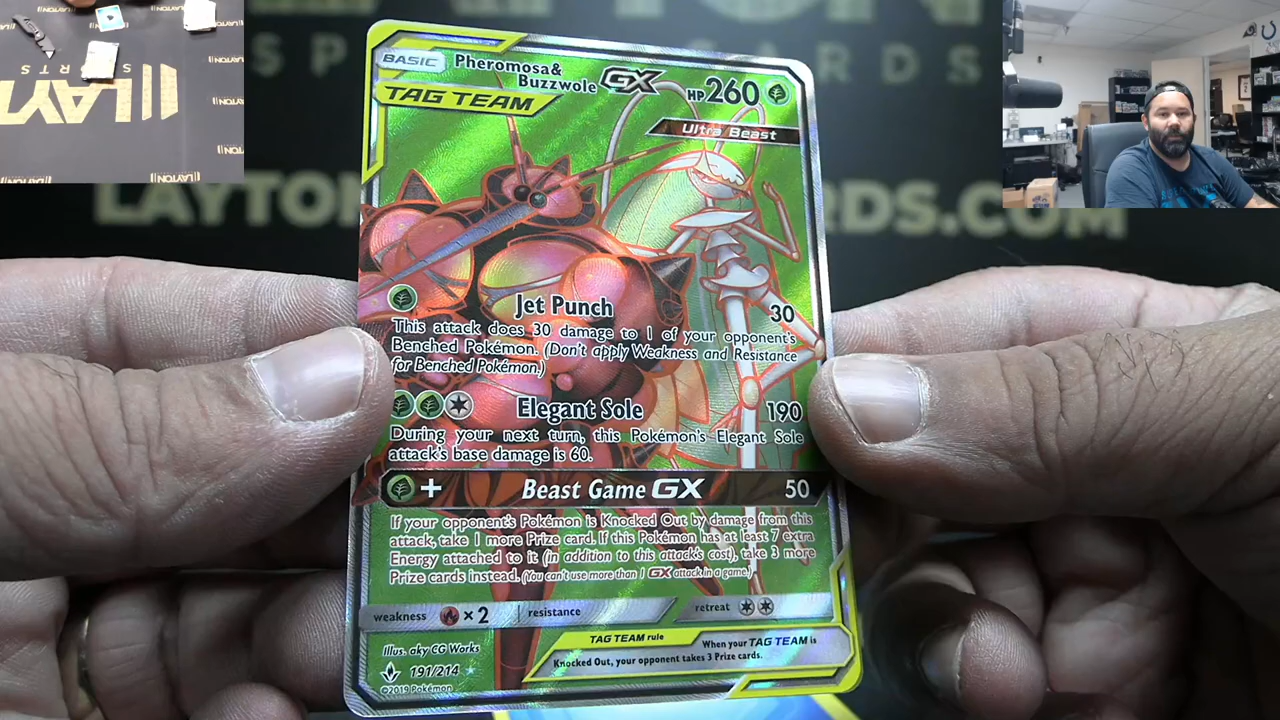 BASIC
Pheromosa&
Buzzwole GX
HP 260
TAG TEAM
Ultra Beast
Jet Punch 30
This attack does 30 damage to 1 of your opponent's
Benched Pokémon. (Don't apply Weakness and Resistance
for Benched Pokémon.)
Elegant Sole 190
During your next turn, this Pokémon's Elegant Sole
attack's base damage is 60.
+ Beast Game GX 50
If your opponent's Pokémon is Knocked Out by damage from this
attack, take 1 more Prize card. If this Pokémon has at least 7 extra
Energy attached to it (in addition to this attack's cost), take 3 more
Prize cards instead. (You can't use more than 1 GX attack in a game.)
weakness ×2 resistance retreat
TAG TEAM rule When your TAG TEAM is
Knocked Out, your opponent takes 3 Prize cards.
Illus. aky CG Works
191/214
©2019 Pokémon
LAYTON
RDS.COM
LAYTON